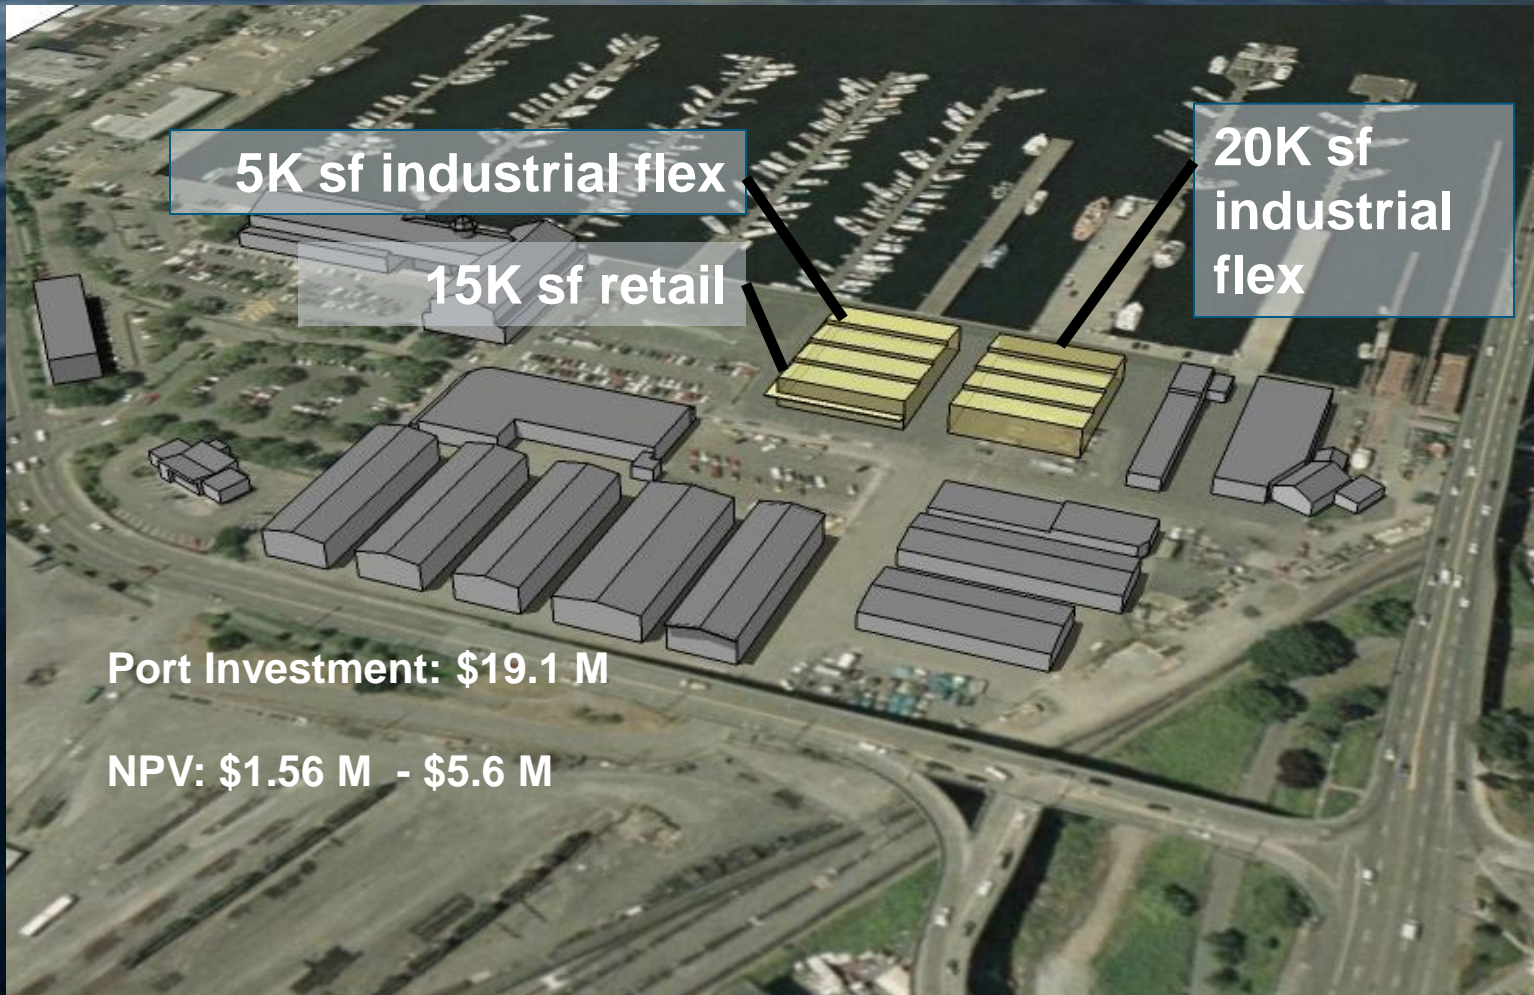 5K sf industrial flex
20K sf
industrial
flex
15K sf retail
Port Investment: $19.1 M
NPV: $1.56 M  - $5.6 M